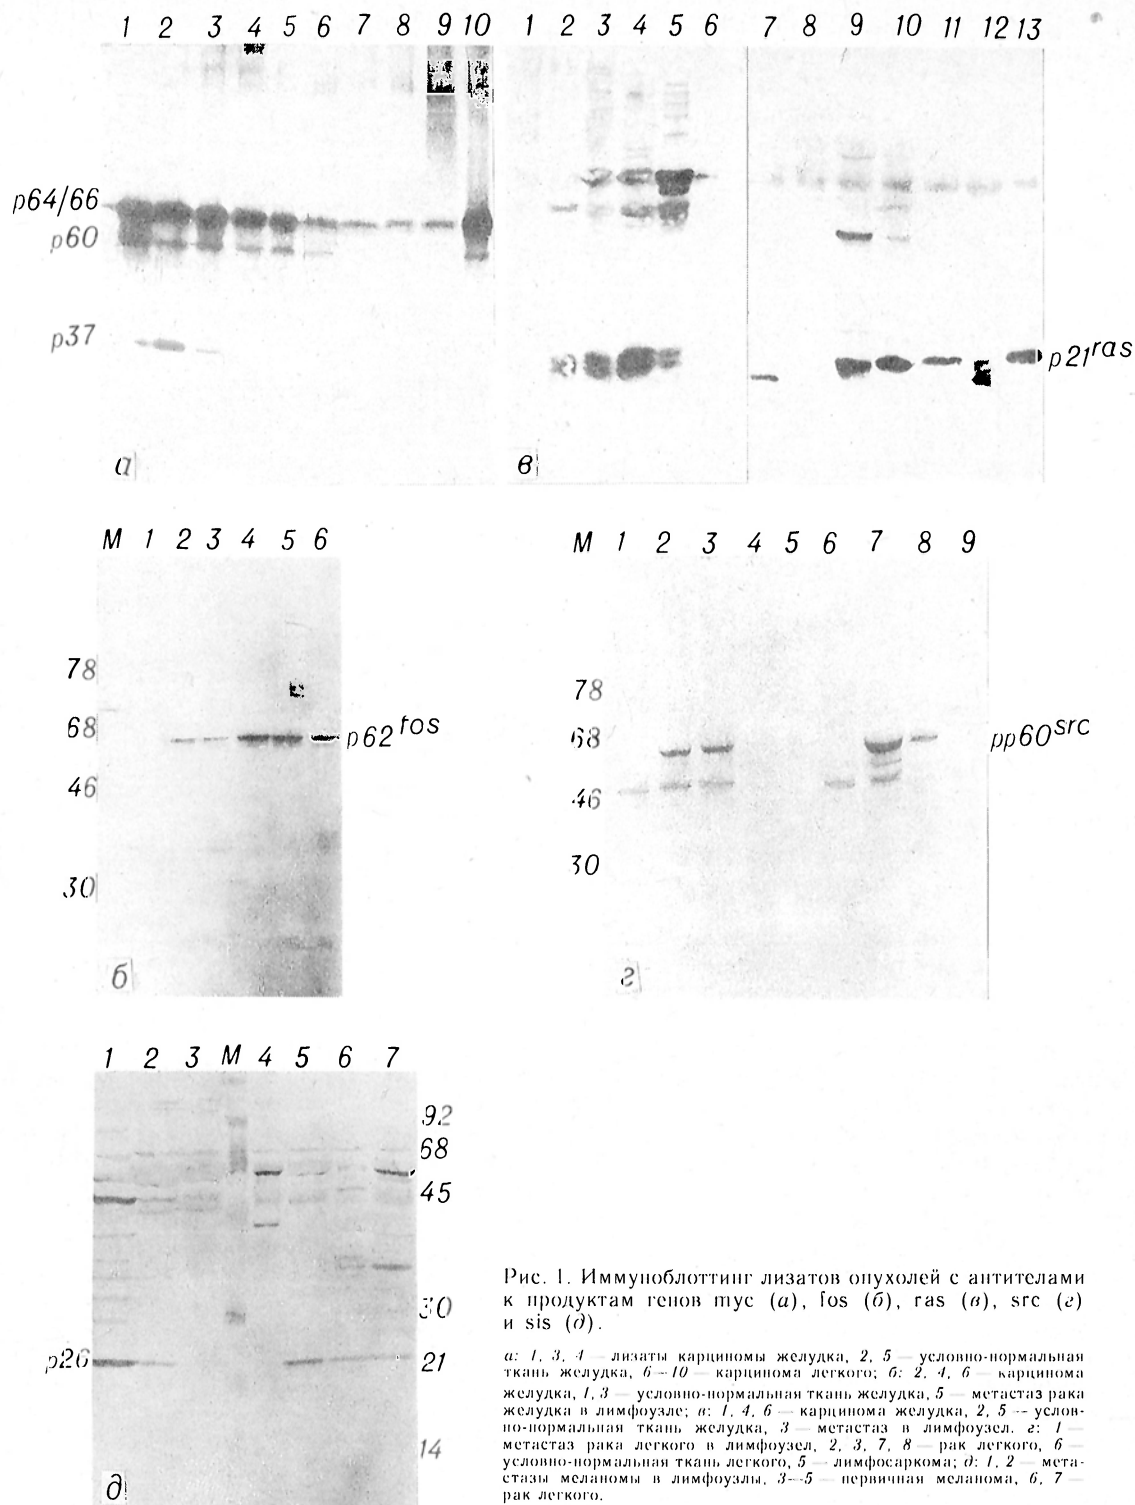 1 2 3 4 5 6 7 8 9 10
p64/66
p60
p37
а
1 2 3 4 5 6 7 8 9 10 11 12 13
p21ras
в
M 1 2 3 4 5 6
78
68
46
30
p62fos
б
M 1 2 3 4 5 6 7 8 9
78
68
46
30
pp60src
г
1 2 3 M 4 5 6 7
92
68
45
30
21
14
p26
д
Рис. 1. Иммуноблоттинг лизатов опухолей с антителами
к продуктам генов myc (а), fos (б), ras (в), src (г)
и sis (д).
а: 1, 3, 4 — лизаты карциномы желудка, 2, 5 — условно-нормальная
ткань желудка, 6—10 — карцинома легкого; б: 2, 4, 6 — карцинома
желудка, 1, 3 — условно-нормальная ткань желудка, 5 — метастаз рака
желудка в лимфоузле; в: 1, 4, 6 — карцинома желудка, 2, 5 — услов-
но-нормальная ткань желудка, 3 — метастаз в лимфоузел. г: 1 —
метастаз рака легкого в лимфоузел, 2, 3, 7, 8 — рак легкого, 6 —
условно-нормальная ткань легкого, 5 — лимфосаркома; д: 1, 2 — мета-
стазы меланомы в лимфоузлы, 3—5 — первичная меланома, 6, 7 —
рак легкого.